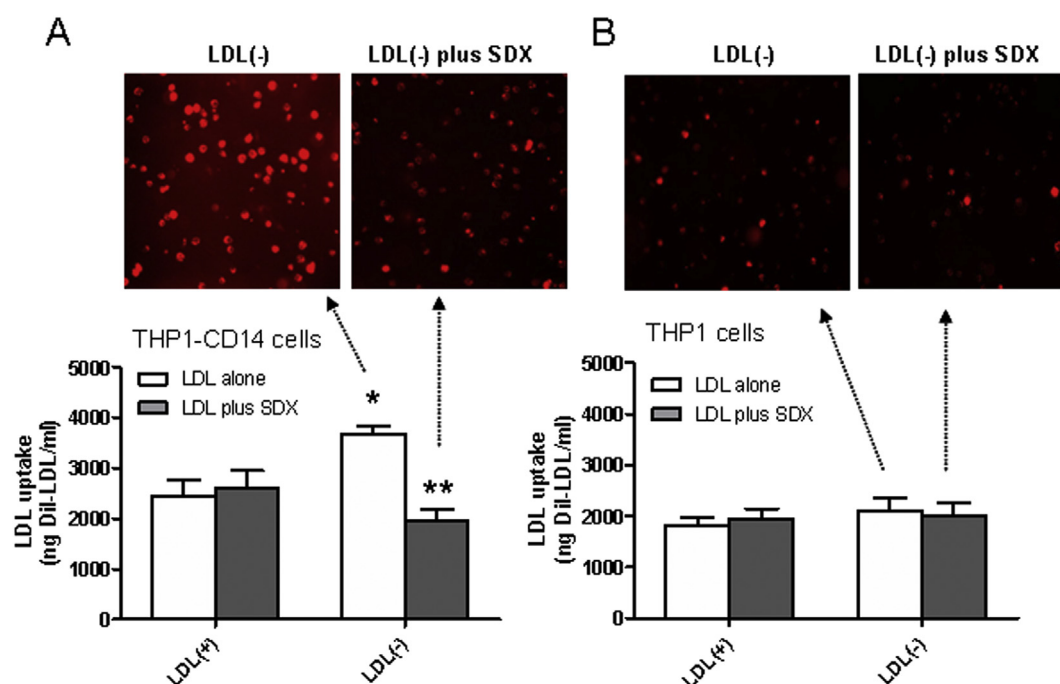 A
LDL(-)
LDL(-) plus SDX
THP1-CD14 cells
5000
4000
3000
2000
1000
0
LDL uptake
(ng DiI-LDL/ml)
LDL alone
LDL plus SDX
*
**
LDL(+)
LDL(-)
B
LDL(-)
LDL(-) plus SDX
THP1 cells
5000
4000
3000
2000
1000
0
LDL uptake
(ng DiI-LDL/ml)
LDL alone
LDL plus SDX
LDL(+)
LDL(-)